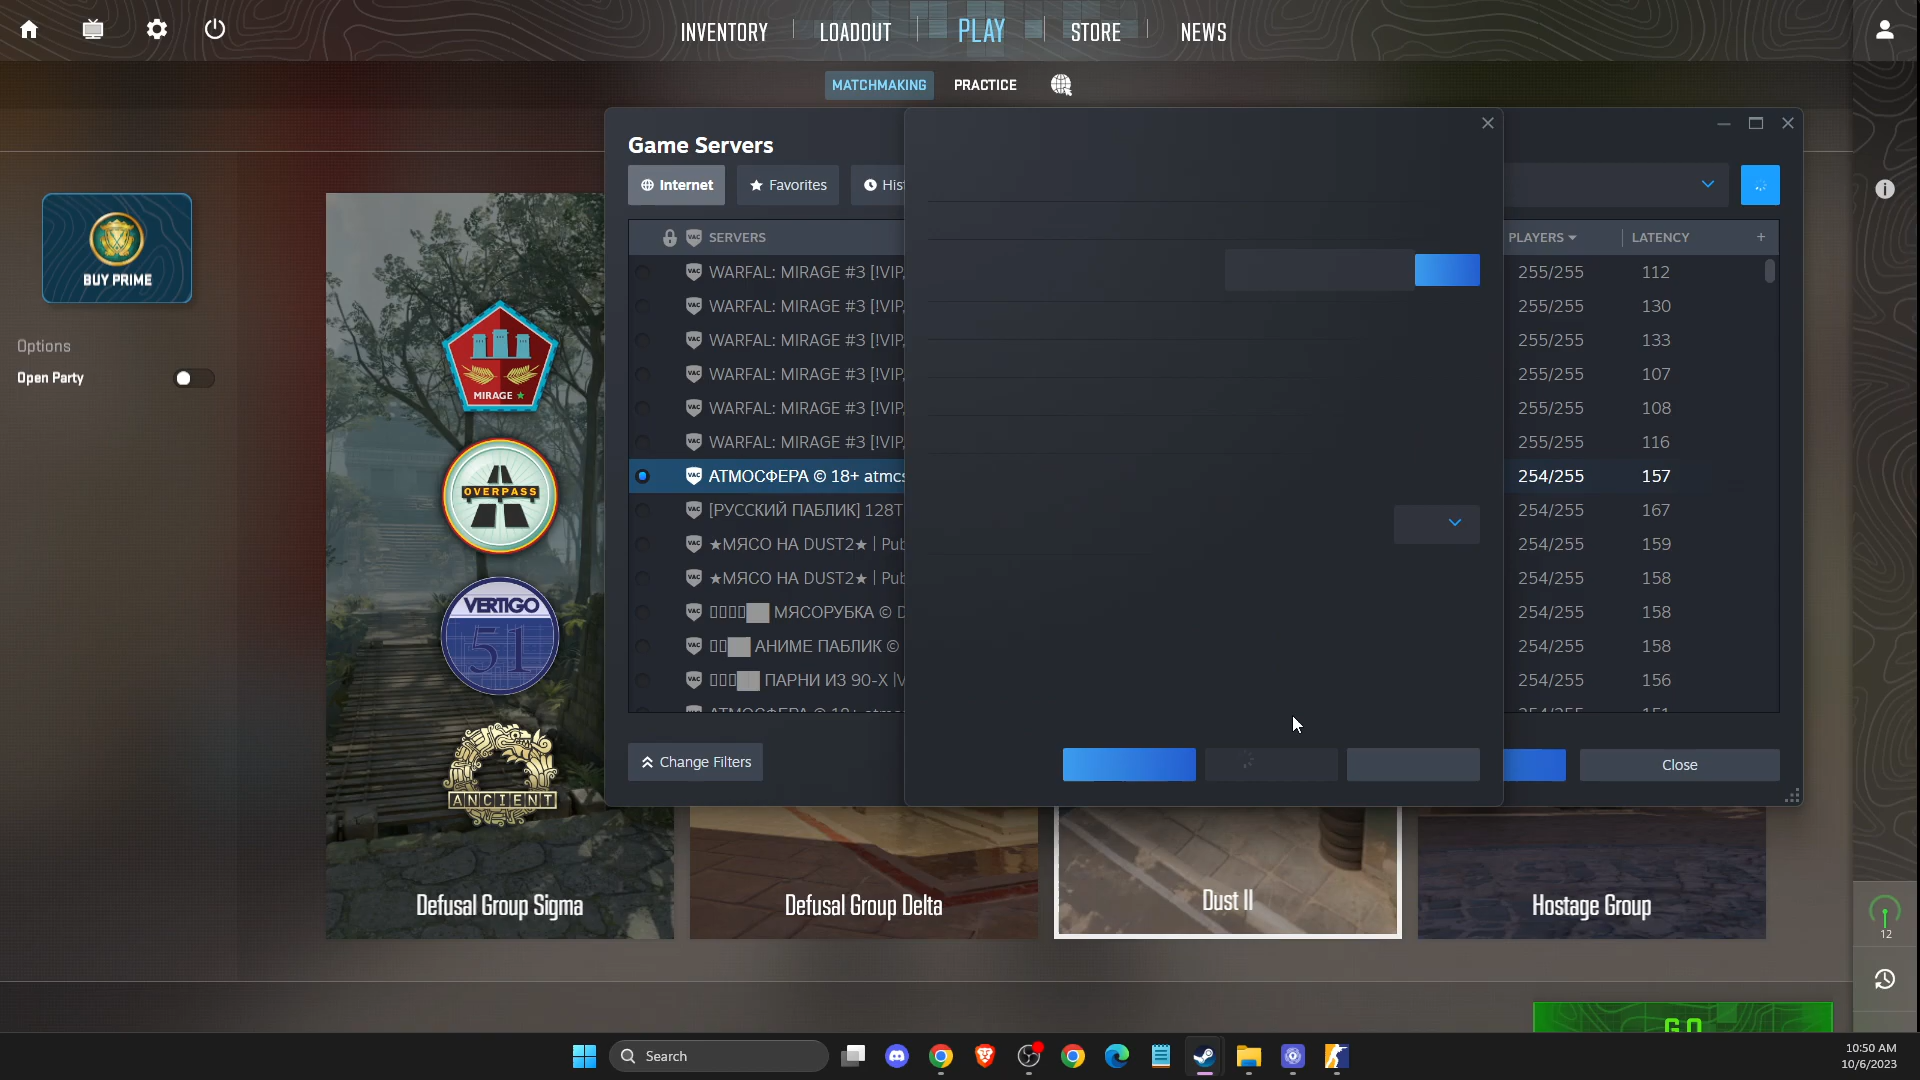 INVENTORY
LOADOUT
PLAY
STORE
NEWS
MATCHMAKING
PRACTICE
BUY PRIME
Options
Open Party
MIRAGE
OVERPASS
VERTIGO
51
ANCIENT
Defusal Group Sigma
Defusal Group Delta
Dust II
Hostage Group
Game Servers
Internet
Favorites
His
SERVERS
PLAYERS
LATENCY
+
WARFAL: MIRAGE #3 [!VIP, 255/255 112
WARFAL: MIRAGE #3 [!VIP, 255/255 130
WARFAL: MIRAGE #3 [!VIP, 255/255 133
WARFAL: MIRAGE #3 [!VIP, 255/255 107
WARFAL: MIRAGE #3 [!VIP, 255/255 108
WARFAL: MIRAGE #3 [!VIP, 255/255 116
АТМОСФЕРА © 18+ atmcs 254/255 157
[РУССКИЙ ПАБЛИК] 128T 254/255 167
★МЯСО НА DUST2★ | Pub 254/255 159
★МЯСО НА DUST2★ | Pub 254/255 158
МЯСОРУБКА © D 254/255 158
АНИМЕ ПАБЛИК © 254/255 158
ПАРНИ ИЗ 90-Х |V 254/255 156
Change Filters
Close
12
GO
Search
10:50 AM
10/6/2023